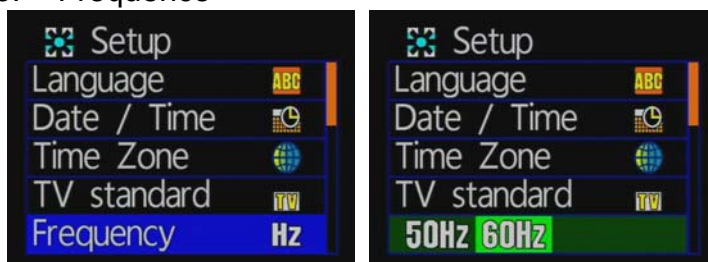 Frequence
Setup
Language ABC
Date / Time
Time Zone
TV standard TV
Frequency Hz
Setup
Language ABC
Date / Time
Time Zone
TV standard TV
50Hz 60Hz